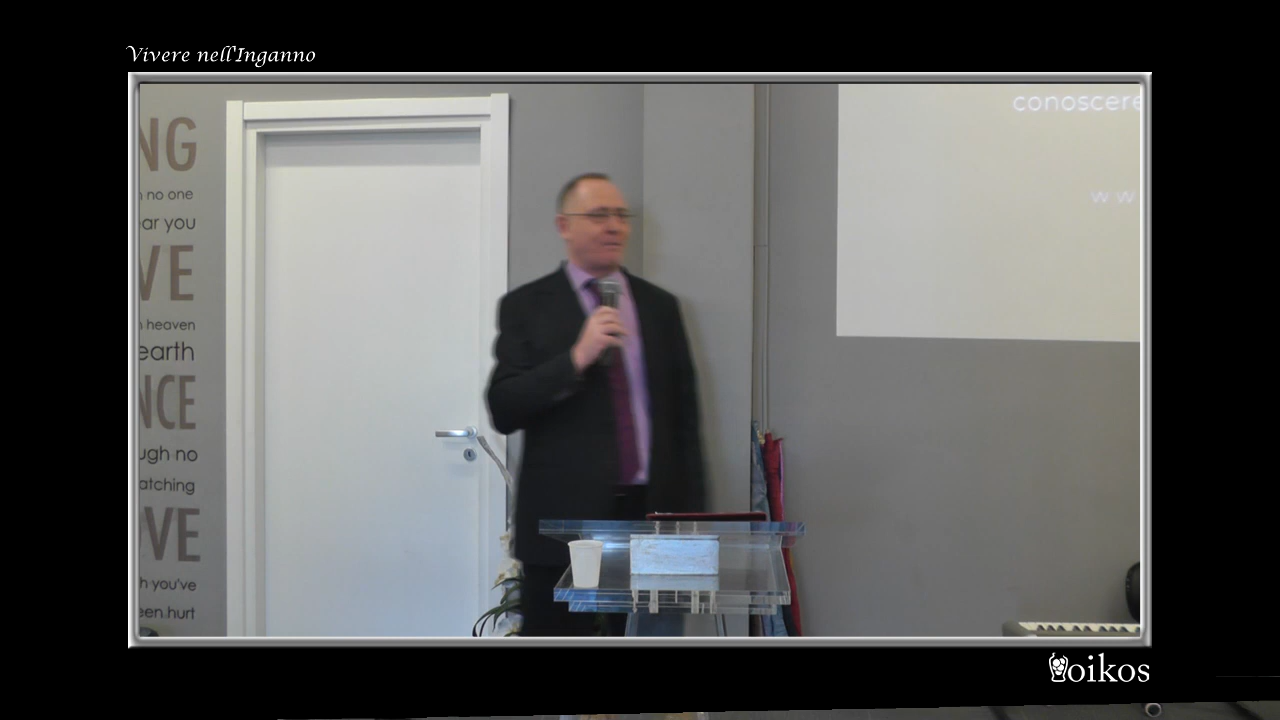 Vivere nell'Inganno
NG
no one
ar you
VE
heaven
earth
NCE
ugh no
atching
OVE
h you've
een hurt
conoscere
w w
oikos